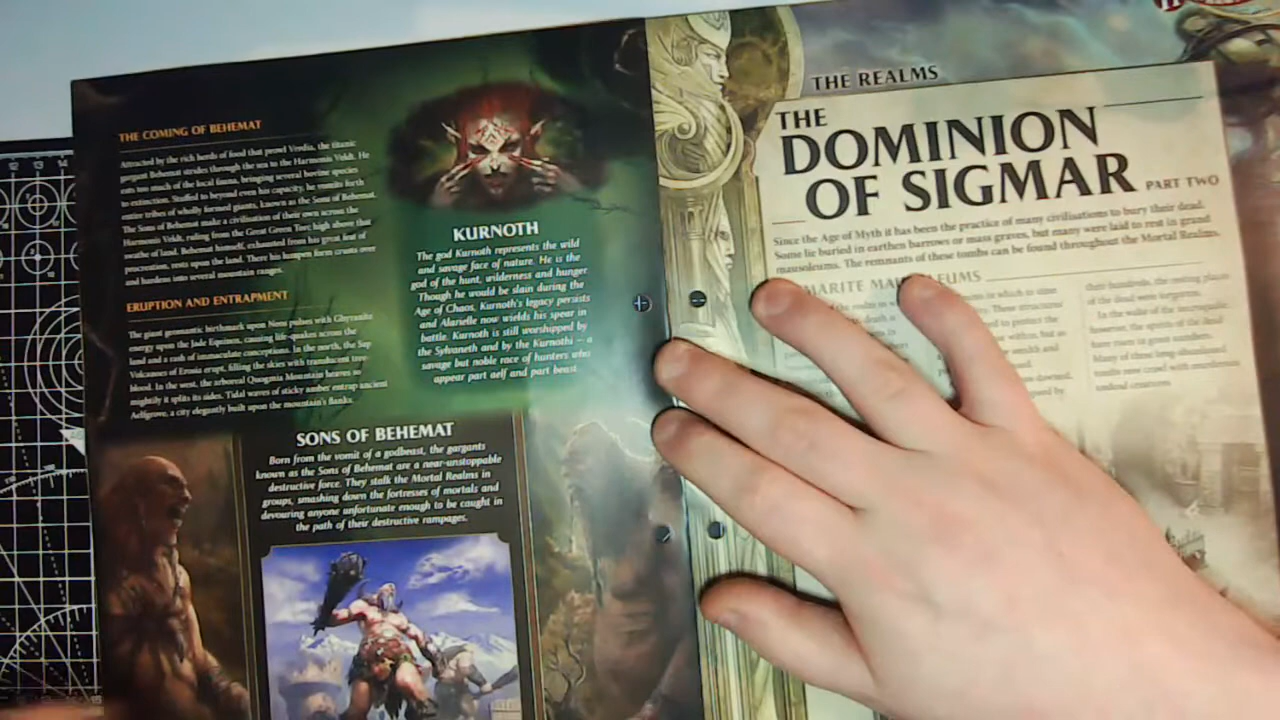 THE COMING OF BEHEMAT
Attracted by the rich herds of food that prowl Verdia, the titanic
gargant Behemat strides through the sea to the Harmonis Veldt. He
eats too much of the local fauna, bringing several bovine species
to extinction. Stuffed to beyond even his capacity, he vomits forth
entire tribes of wholly formed giants, known as the Sons of Behemat.
The Sons of Behemat make a civilisation of their own across the
Harmonis Veldt, ruling from the Great Green Torc high above that
swathe of land. Behemat himself, exhausted from his great feat of
procreation, rests upon the land. There his lumpen form crusts over
and hardens into several mountain ranges.
ERUPTION AND ENTRAPMENT
The giant geomantic birthmark upon Ness pulses with Ghyranite
energy upon the Jade Equinox, causing life-quakes across the
land and a rash of immaculate conceptions. In the north, the Sap
Volcanoes of Erosia erupt, filling the skies with translucent tree-
blood. In the west, the arboreal Quogmia Mountain heaves so
mightily it splits its sides. Tidal waves of sticky amber entrap ancient
Aelfgrove, a city elegantly built upon the mountain's flanks.
KURNOTH
The god Kurnoth represents the wild
and savage face of nature. He is the
god of the hunt, wilderness and hunger.
Though he would be slain during the
Age of Chaos, Kurnoth's legacy persists
and Alarielle now wields his spear in
battle. Kurnoth is still worshipped by
the Sylvaneth and by the Kurnothi – a
savage but noble race of hunters who
appear part aelf and part beast.
SONS OF BEHEMAT
Born from the vomit of a godbeast, the gargants
known as the Sons of Behemat are a near-unstoppable
destructive force. They stalk the Mortal Realms in
groups, smashing down the fortresses of mortals and
devouring anyone unfortunate enough to be caught in
the path of their destructive rampages.
THE REALMS
THE
DOMINION
OF SIGMAR PART TWO
Since the Age of Myth it has been the practice of many civilisations to bury their dead.
Some lie buried in earthen barrows or mass graves, but many were laid to rest in grand
mausoleums. The remnants of these tombs can be found throughout the Mortal Realms.
their hundreds, the resting places
of the dead were
In the wake of the
however, the spirits of the dead
have risen in great numbers.
Many of these long
tombs now crawl with
undead creatures.